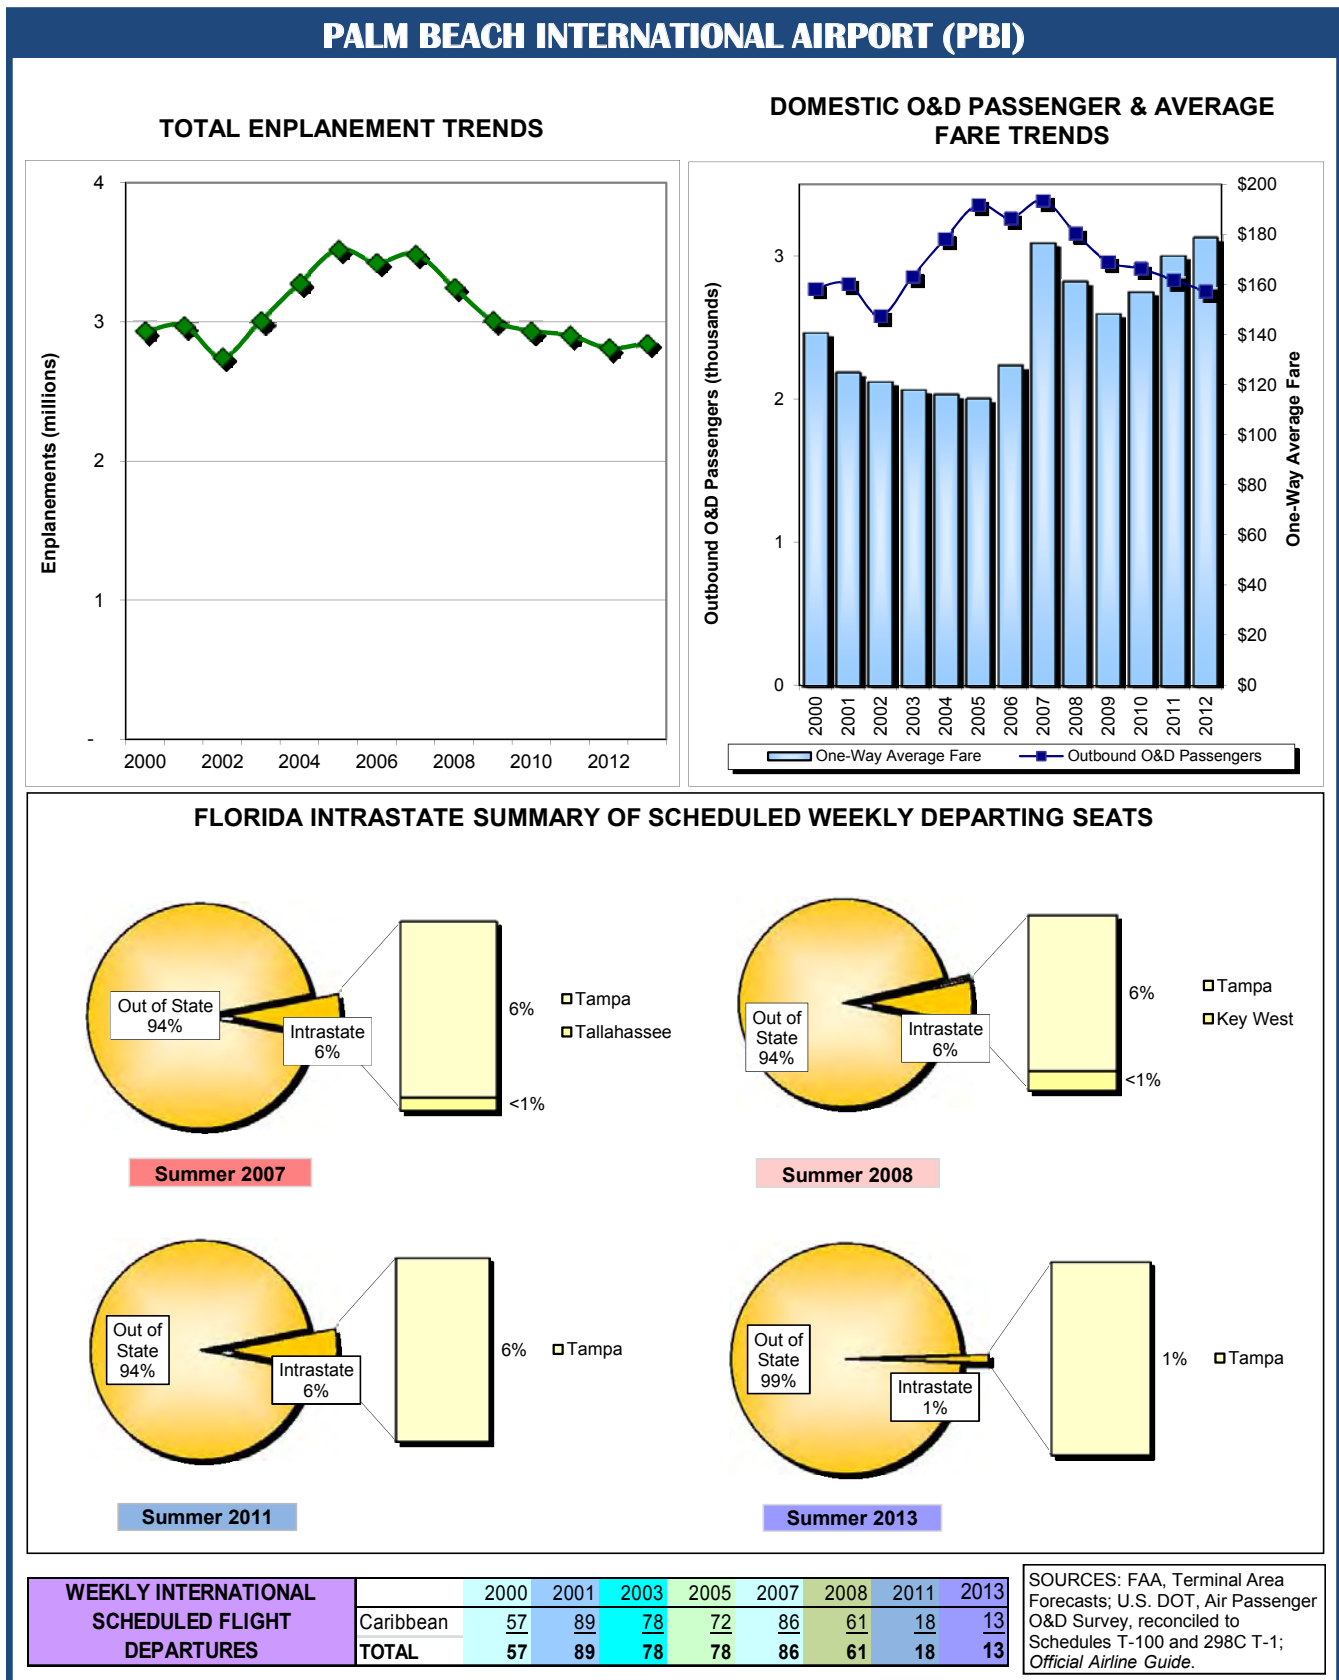 PALM BEACH INTERNATIONAL AIRPORT (PBI)
TOTAL ENPLANEMENT TRENDS
4
3
2
1
-
Enplanements (millions)
2000 2002 2004 2006 2008 2010 2012
DOMESTIC O&D PASSENGER & AVERAGE
FARE TRENDS
3
2
1
0
Outbound O&D Passengers (thousands)
$200
$180
$160
$140
$120
$100
$80
$60
$40
$20
$0
One-Way Average Fare
2000 2001 2002 2003 2004 2005 2006 2007 2008 2009 2010 2011 2012
One-Way Average Fare Outbound O&D Passengers
FLORIDA INTRASTATE SUMMARY OF SCHEDULED WEEKLY DEPARTING SEATS
Out of State
94%
Intrastate
6%
6%
<1%
Tampa
Tallahassee
Summer 2007
Out of
State
94%
Intrastate
6%
6%
<1%
Tampa
Key West
Summer 2008
Out of
State
94%
Intrastate
6%
6%
Tampa
Summer 2011
Out of
State
99%
Intrastate
1%
1%
Tampa
Summer 2013
WEEKLY INTERNATIONAL
SCHEDULED FLIGHT
DEPARTURES
2000 2001 2003 2005 2007 2008 2011 2013
Caribbean 57 89 78 72 86 61 18 13
TOTAL 57 89 78 78 86 61 18 13
SOURCES: FAA, Terminal Area
Forecasts; U.S. DOT, Air Passenger
O&D Survey, reconciled to
Schedules T-100 and 298C T-1;
Official Airline Guide.